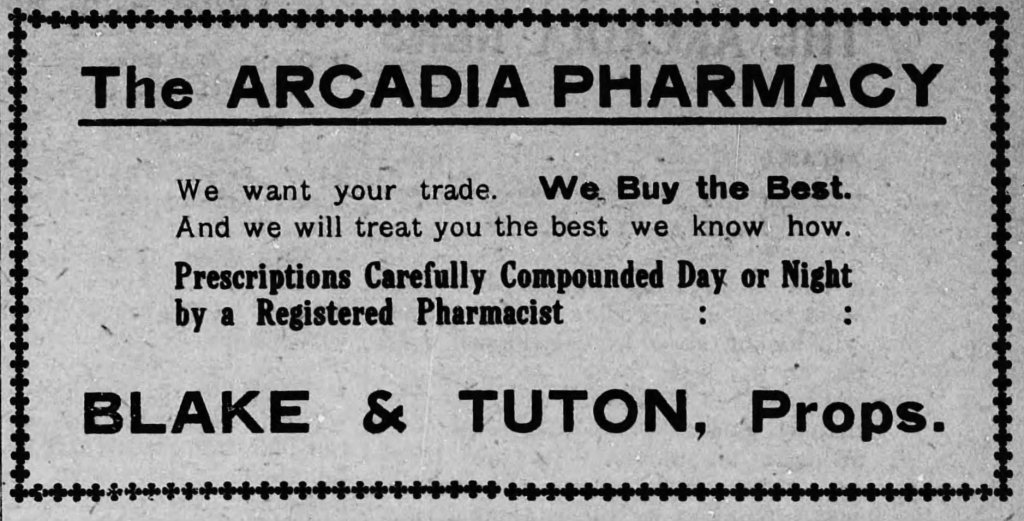 The ARCADIA PHARMACY
We want your trade. We Buy the Best.
And we will treat you the best we know how.
Prescriptions Carefully Compounded Day or Night
by a Registered Pharmacist : :
BLAKE & TUTON, Props.